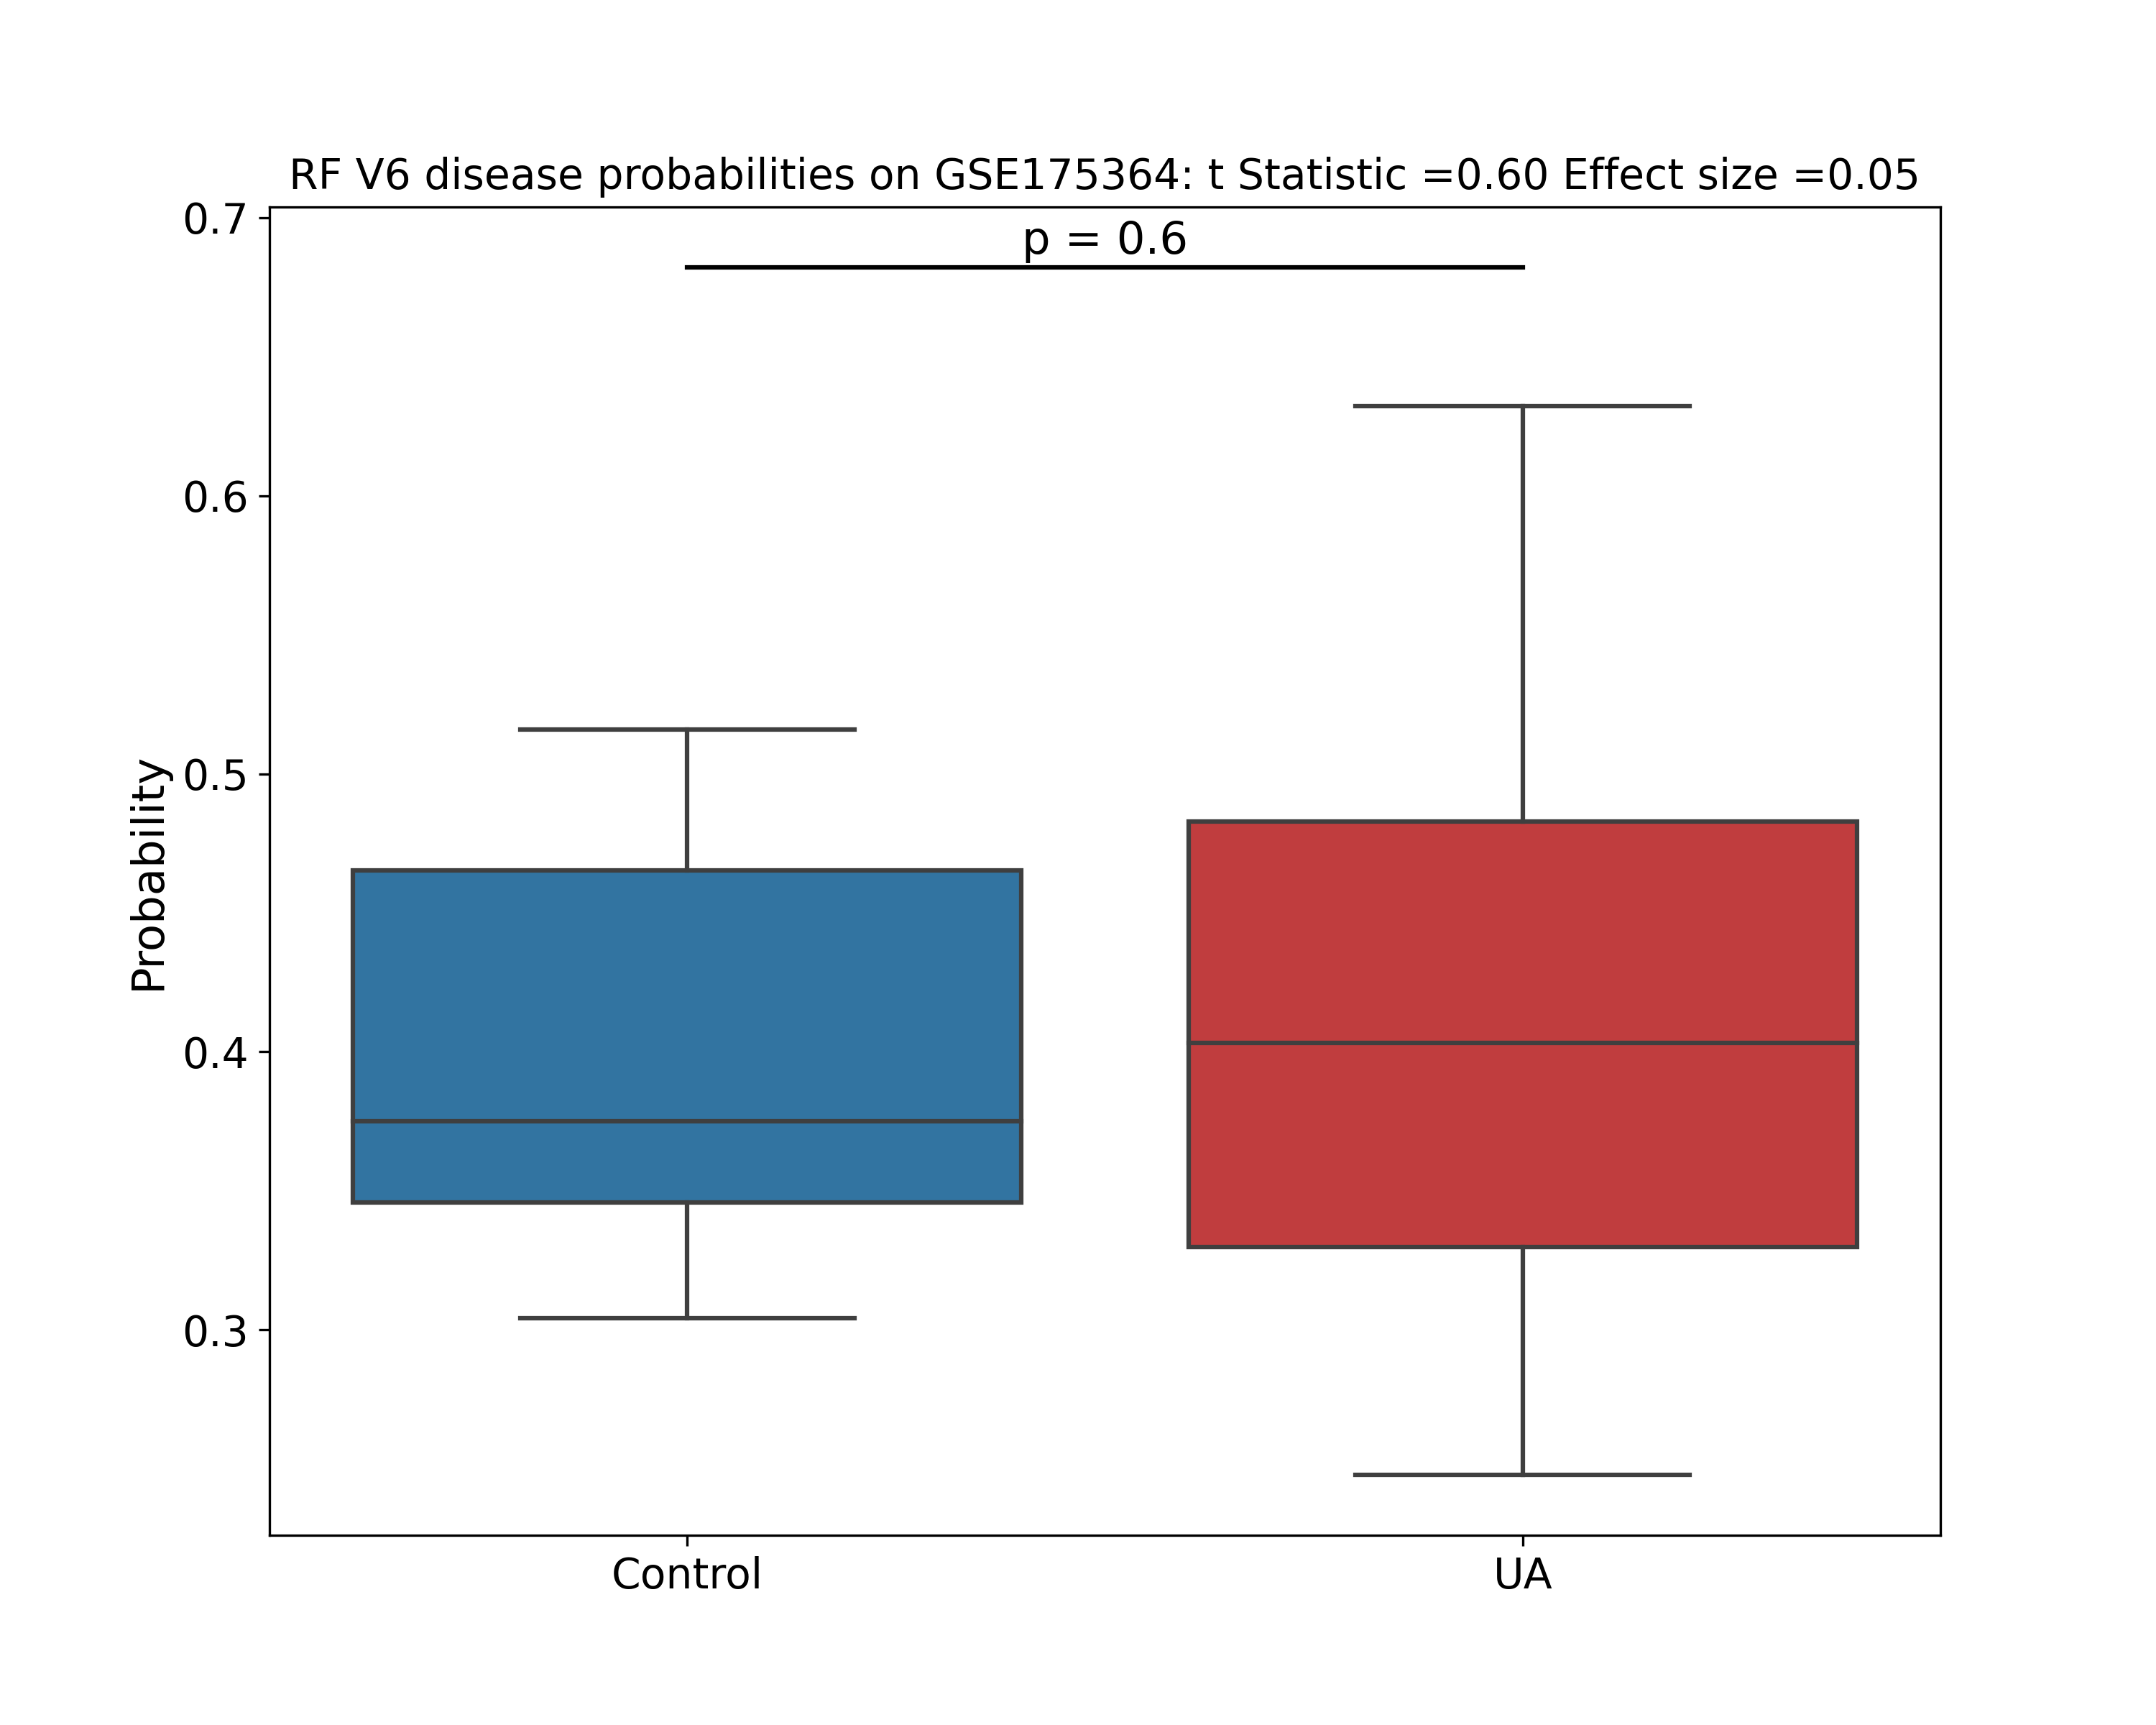 RF V6 disease probabilities on GSE175364: t Statistic =0.60 Effect size =0.05
p = 0.6
0.7
0.6
0.5
0.4
0.3
Probability
Control
UA